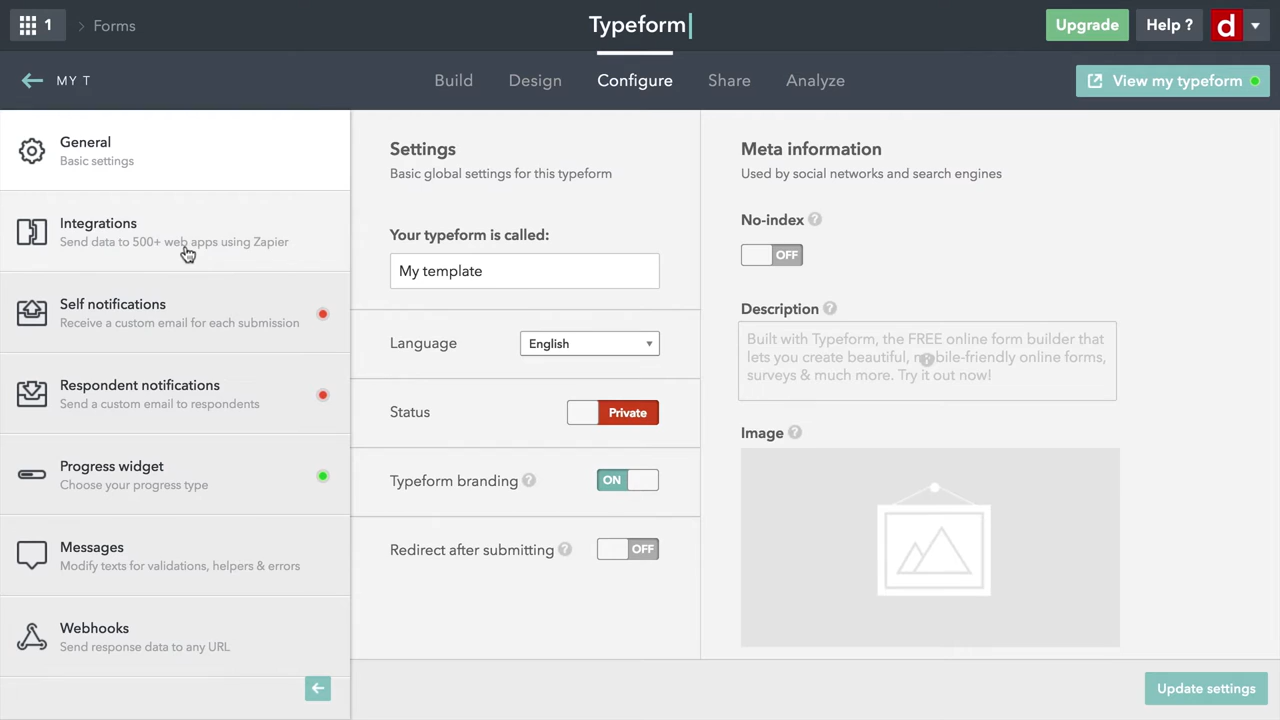 1
Forms
Typeform
Upgrade
Help ?
d
MY T
Build
Design
Configure
Share
Analyze
View my typeform
General
Basic settings
Integrations
Send data to 500+ web apps using Zapier
Self notifications
Receive a custom email for each submission
Respondent notifications
Send a custom email to respondents
Progress widget
Choose your progress type
Messages
Modify texts for validations, helpers & errors
Webhooks
Send response data to any URL
Settings
Basic global settings for this typeform
Your typeform is called:
My template
Language
English
Status
Private
Typeform branding ?
ON
Redirect after submitting ?
OFF
Meta information
Used by social networks and search engines
No-index ?
OFF
Description ?
Built with Typeform, the FREE online form builder that
lets you create beautiful, mobile-friendly online forms,
surveys & much more. Try it out now!
Image ?
Update settings